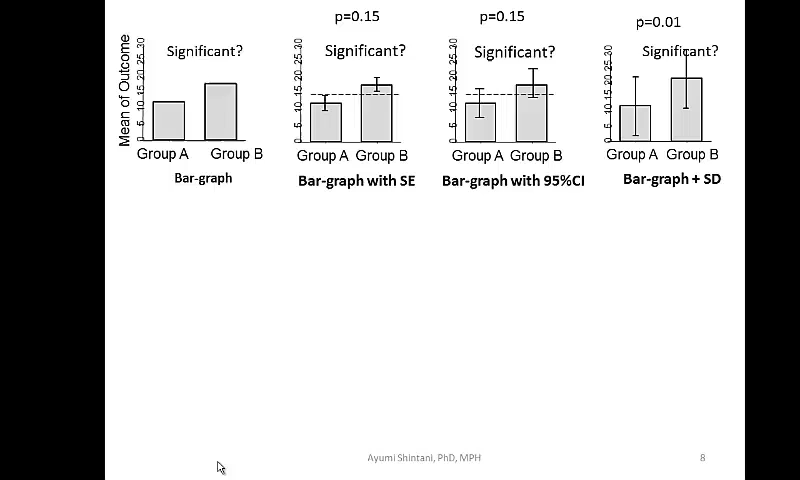 p=0.15
p=0.15
p=0.01
Significant?
Significant?
Significant?
Significant?
Mean of Outcome
0 5 10 15 20 25 30
0 5 10 15 20 25 30
0 5 10 15 20 25 30
0 5 10 15 20 25 30
Group A Group B
Group A Group B
Group A Group B
Group A Group B
Bar-graph
Bar-graph with SE
Bar-graph with 95%CI
Bar-graph + SD
Ayumi Shintani, PhD, MPH
8